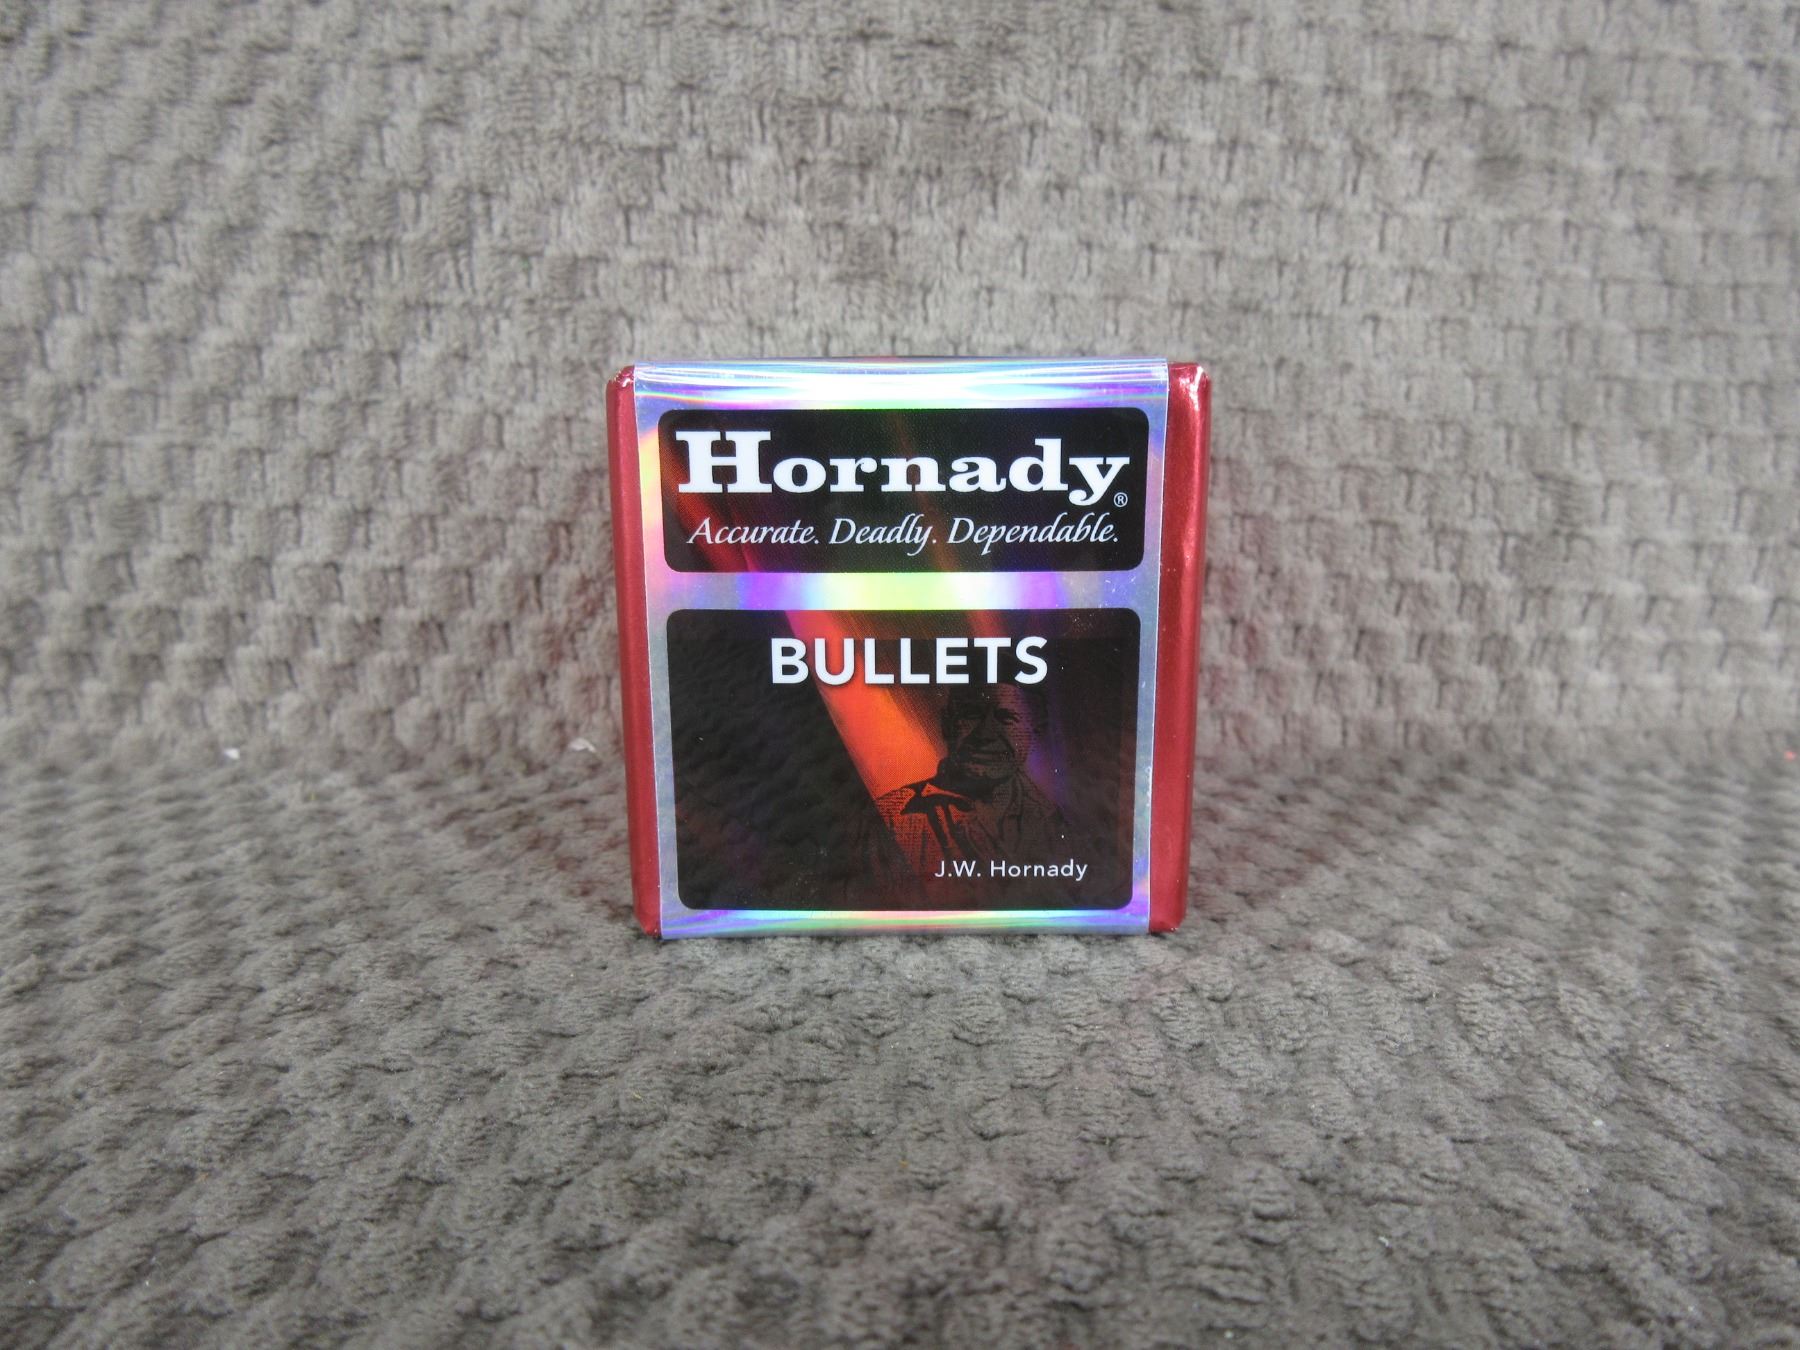 Hornady®
Accurate. Deadly. Dependable.
BULLETS
J.W. Hornady